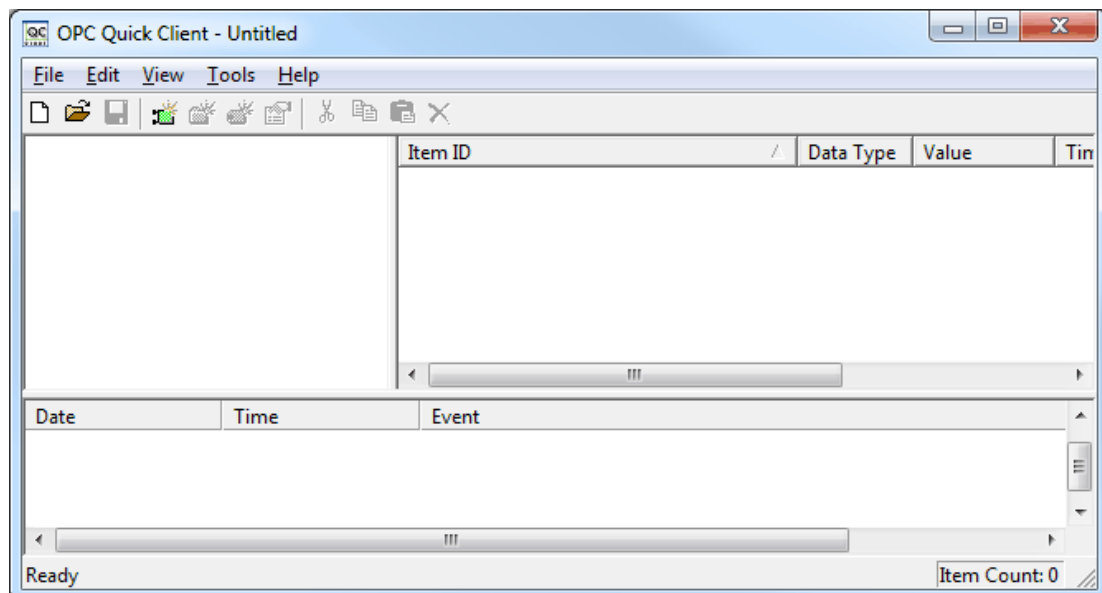 QC OPC Quick Client - Untitled
File Edit View Tools Help
Item ID Data Type Value Tim
Date Time Event
Ready Item Count: 0